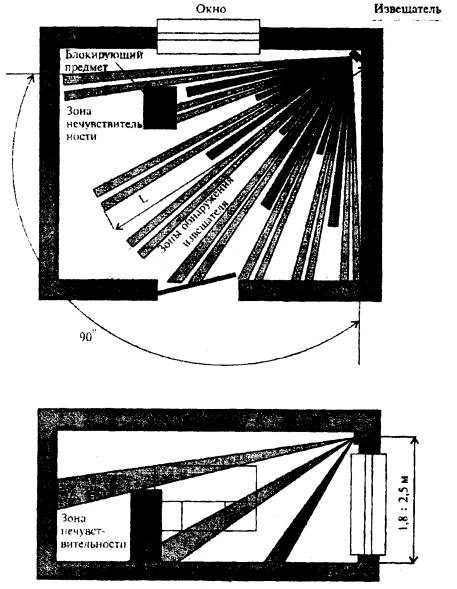 Окно
Извещатель
Блокирующий
предмет
Зона
нечувствитель
ности
L
зоны обнаружения
извещателя
90°
Зона
нечувст-
вительности
1,8 ÷ 2,5 м